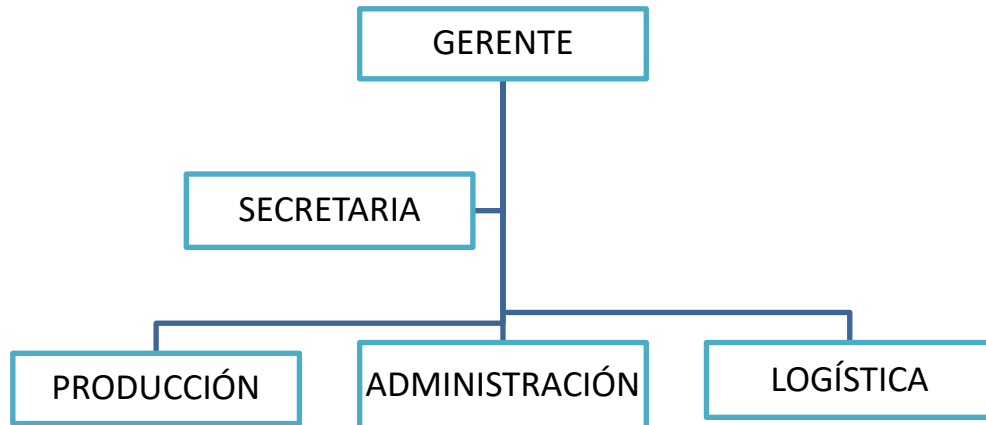 GERENTE
SECRETARIA
PRODUCCIÓN
ADMINISTRACIÓN
LOGÍSTICA